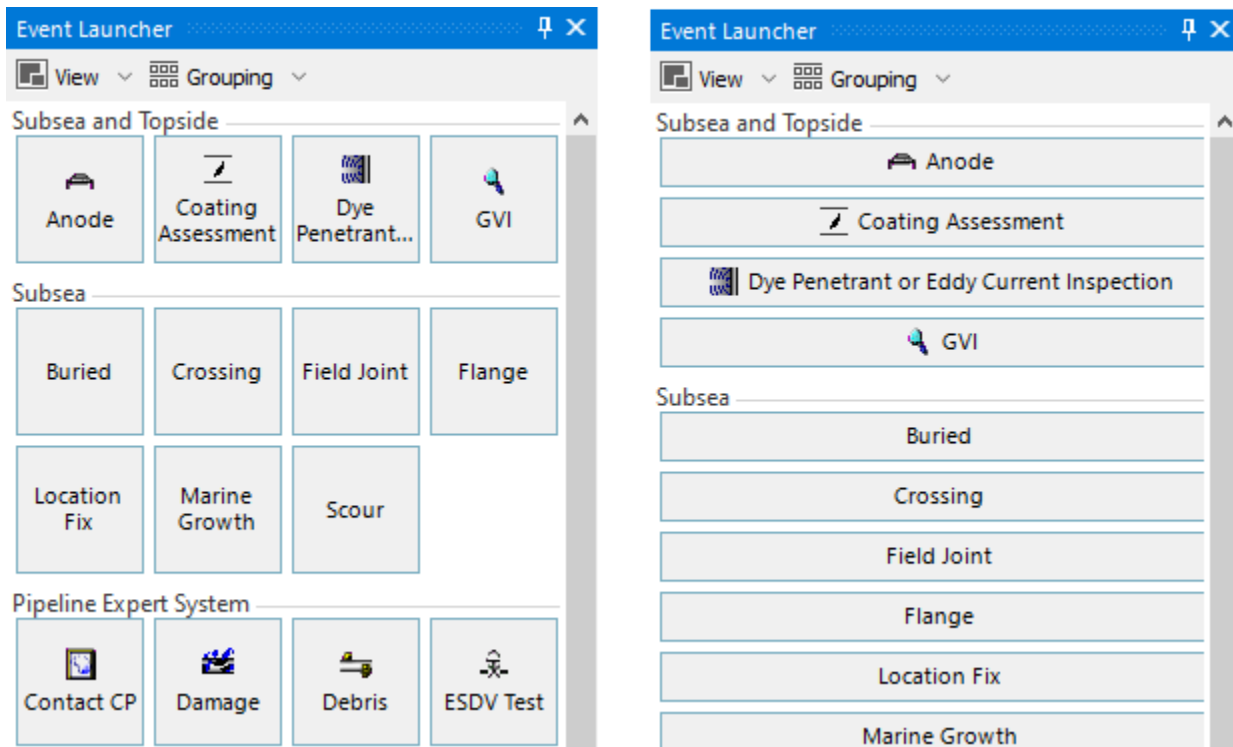 Event Launcher
View Grouping
Subsea and Topside
Anode
Coating
Assessment
Dye
Penetrant...
GVI
Subsea
Buried
Crossing
Field Joint
Flange
Location
Fix
Marine
Growth
Scour
Pipeline Expert System
Contact CP
Damage
Debris
ESDV Test
Event Launcher
View Grouping
Subsea and Topside
Anode
Coating Assessment
Dye Penetrant or Eddy Current Inspection
GVI
Subsea
Buried
Crossing
Field Joint
Flange
Location Fix
Marine Growth